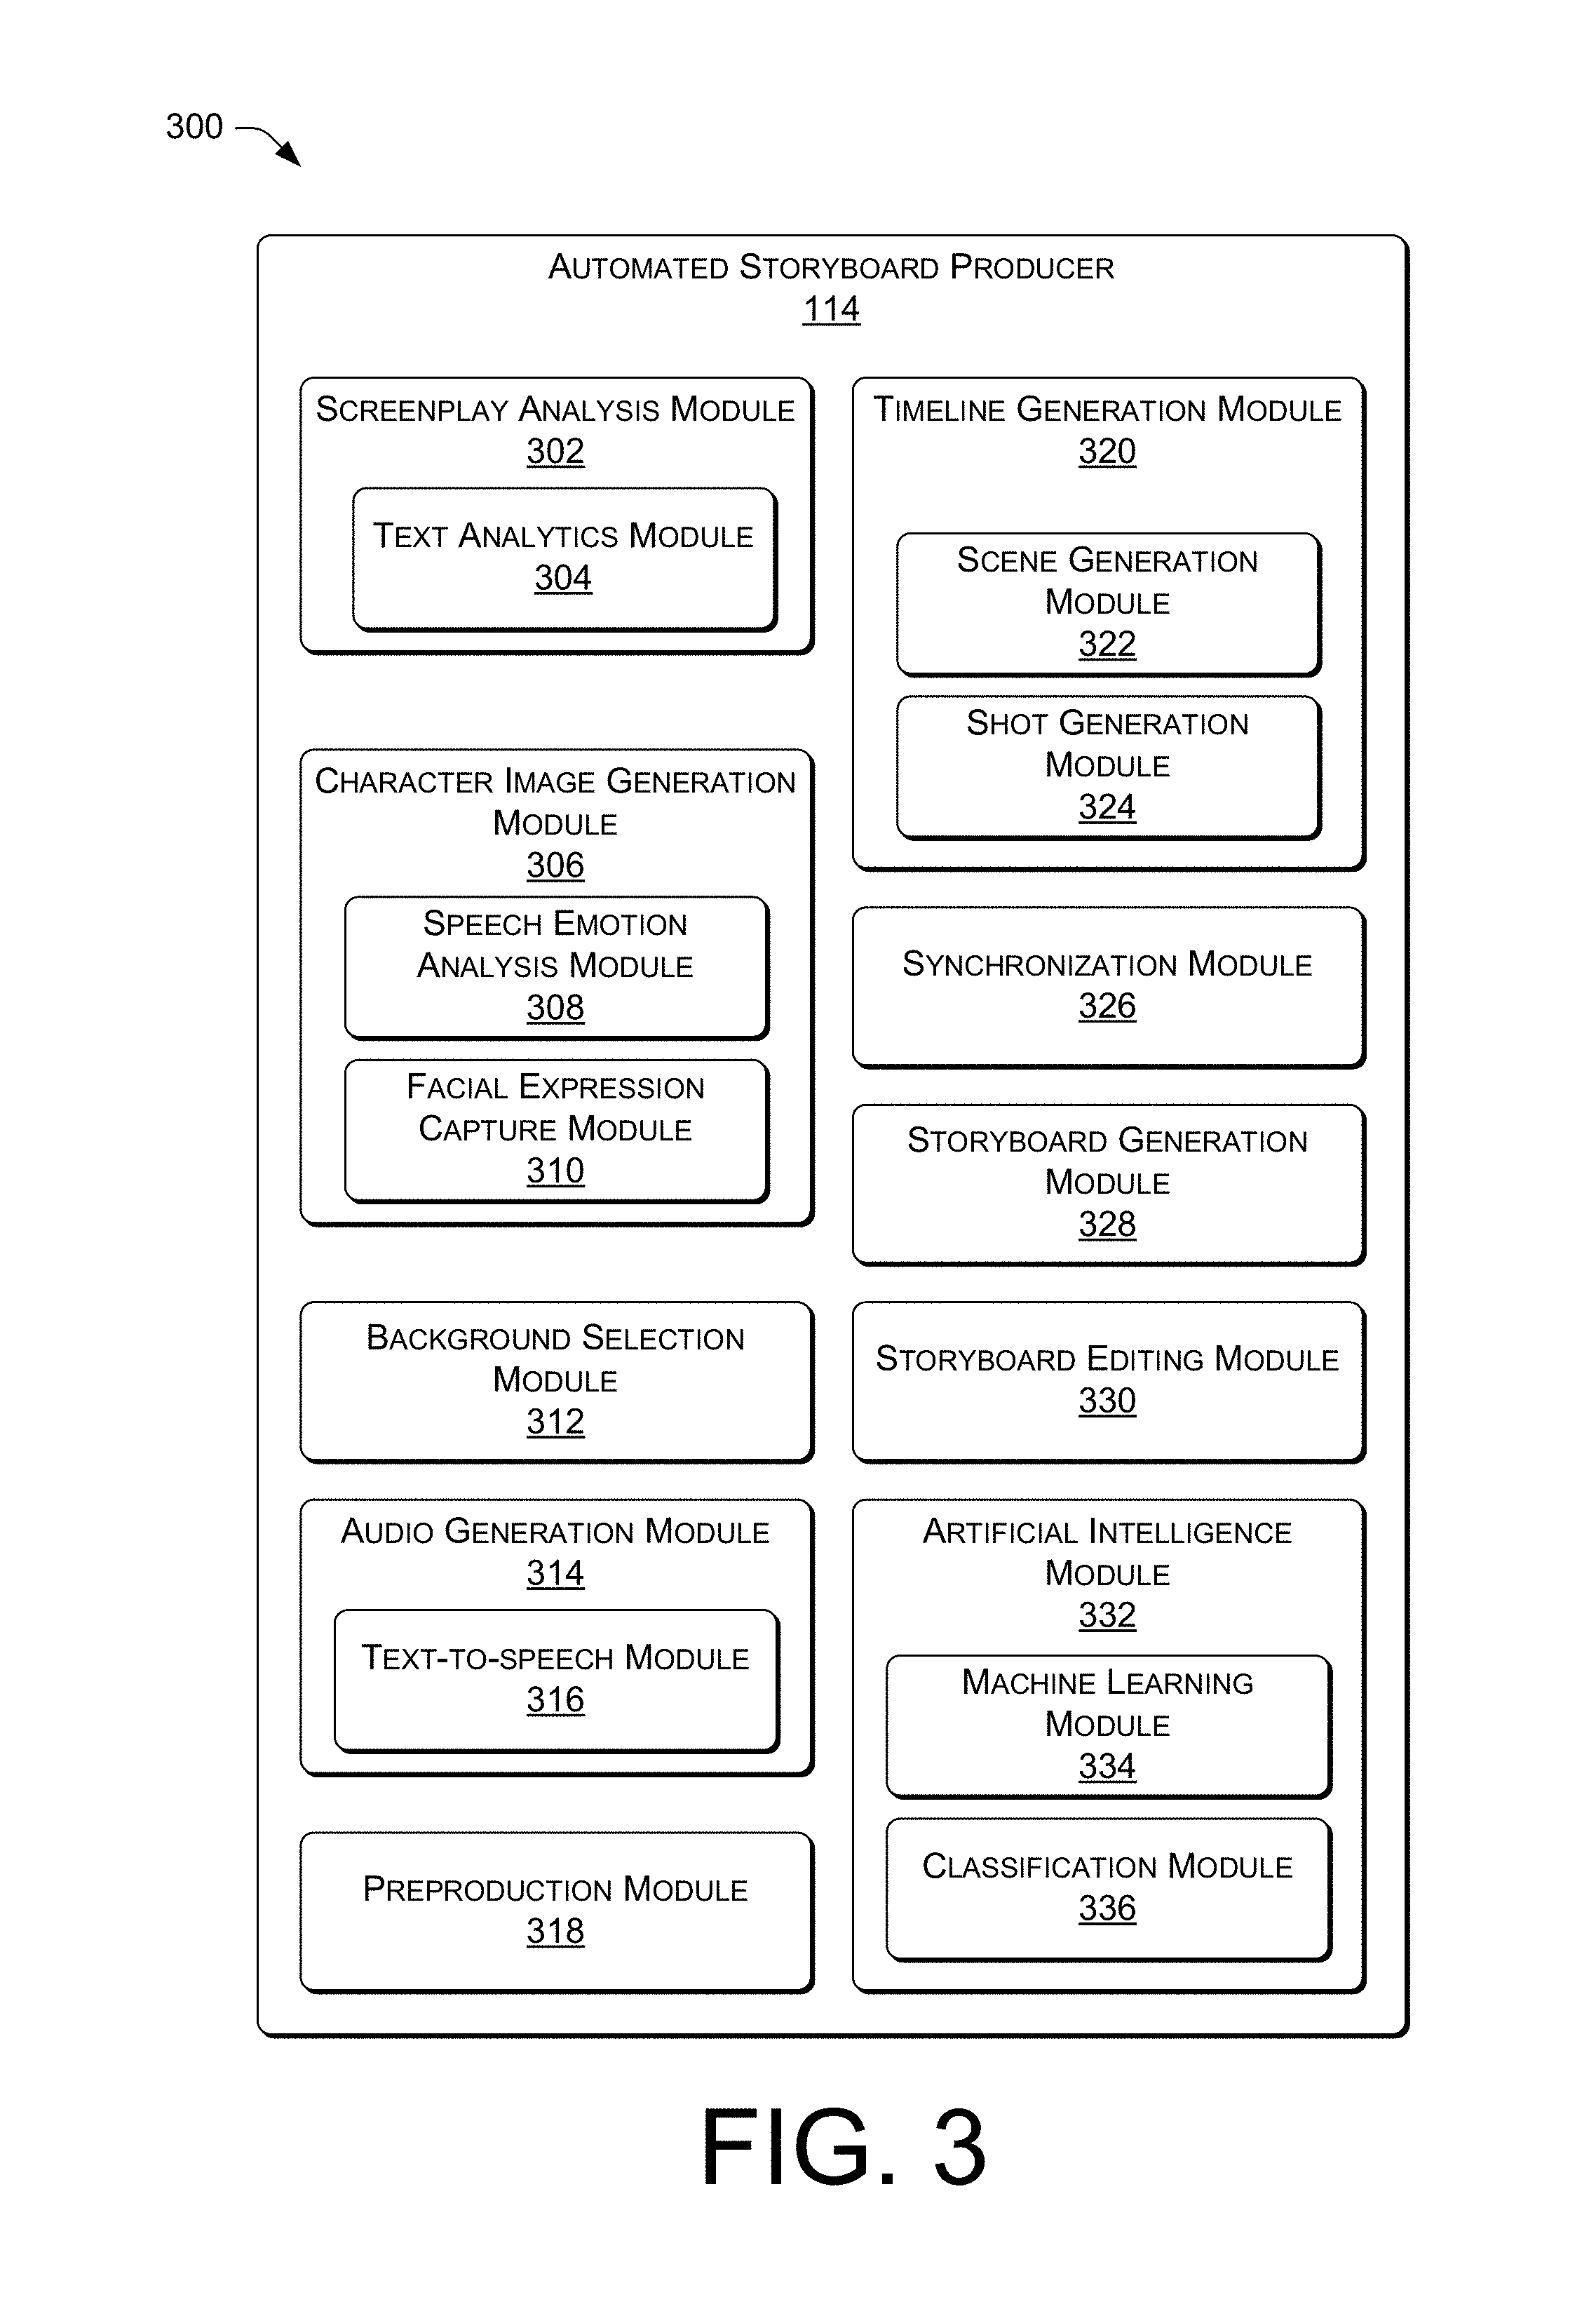 300
AUTOMATED STORYBOARD PRODUCER
114
SCREENPLAY ANALYSIS MODULE
302
TEXT ANALYTICS MODULE
304
CHARACTER IMAGE GENERATION
MODULE
306
SPEECH EMOTION
ANALYSIS MODULE
308
FACIAL EXPRESSION
CAPTURE MODULE
310
BACKGROUND SELECTION
MODULE
312
AUDIO GENERATION MODULE
314
TEXT-TO-SPEECH MODULE
316
PREPRODUCTION MODULE
318
TIMELINE GENERATION MODULE
320
SCENE GENERATION
MODULE
322
SHOT GENERATION
MODULE
324
SYNCHRONIZATION MODULE
326
STORYBOARD GENERATION
MODULE
328
STORYBOARD EDITING MODULE
330
ARTIFICIAL INTELLIGENCE
MODULE
332
MACHINE LEARNING
MODULE
334
CLASSIFICATION MODULE
336
FIG. 3